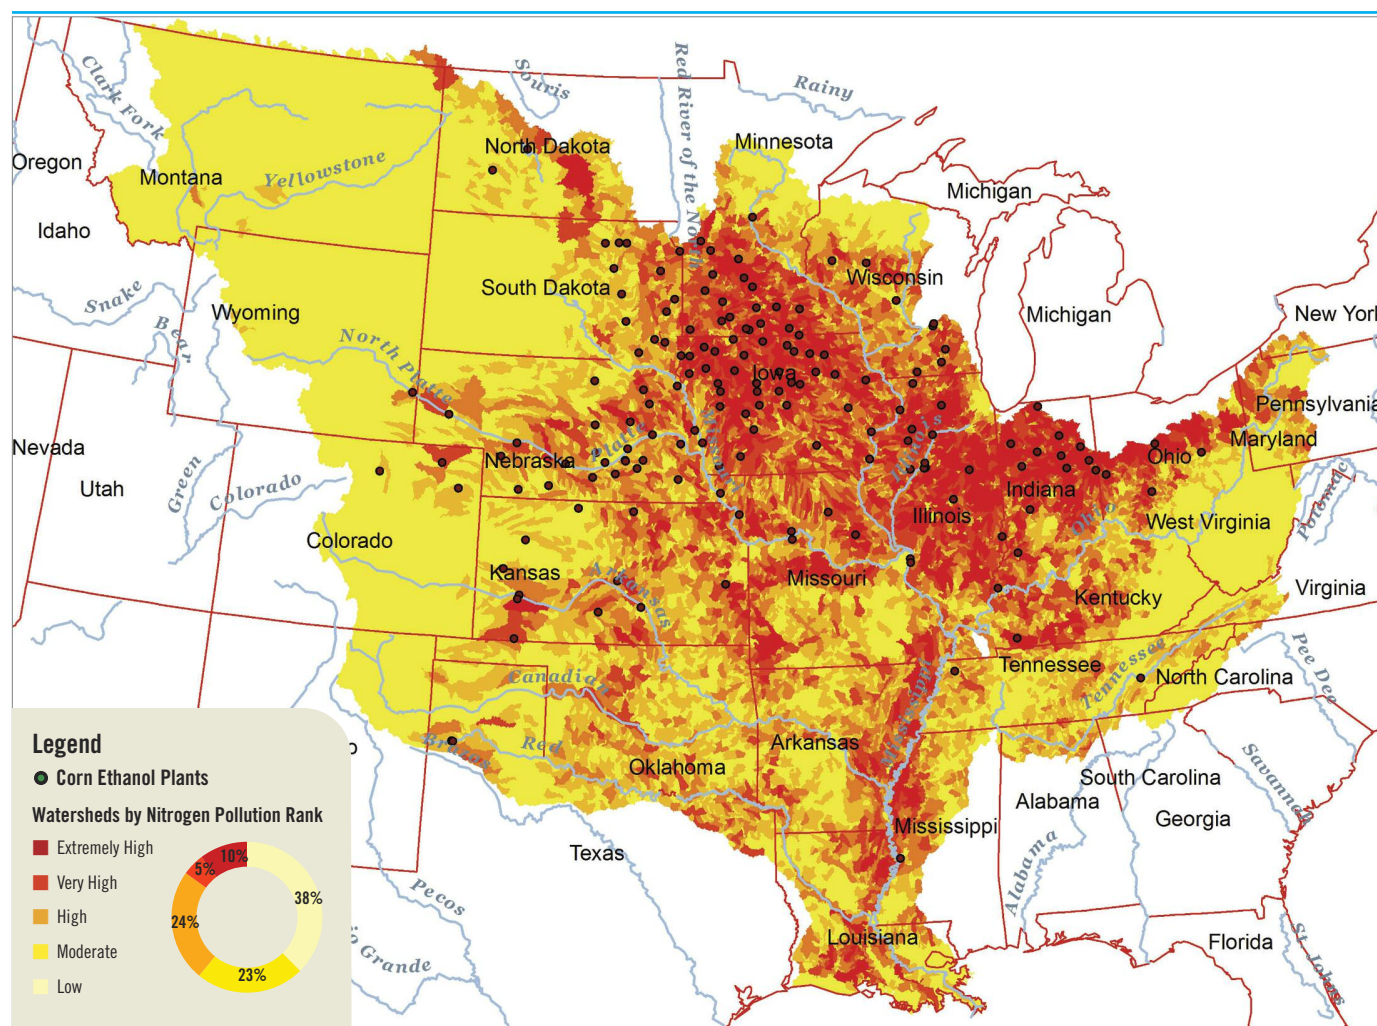 Souris
Red River of the North
Rainy
Clark Fork
North Dakota
Minnesota
Oregon
Montana
Yellowstone
Michigan
Idaho
Wisconsin
South Dakota
Snake
Wyoming
Bear
Michigan
New York
North Platte
Iowa
Pennsylvania
Maryland
Nevada
Nebraska
Platte
Missouri
Illinois
Ohio
Utah
Green
Colorado
Indiana
Illinois
Ohio
West Virginia
Potomac
Colorado
Kansas
Arkansas
Missouri
Kentucky
Virginia
Tennessee
Tennessee
North Carolina
Pee Dee
Canadian
Mississippi
Brazos
Red
Arkansas
Oklahoma
South Carolina
Savannah
Alabama
Georgia
Mississippi
Texas
Alabama
Pecos
Louisiana
Florida
io Grande
St Johns
o
Legend
Corn Ethanol Plants
Watersheds by Nitrogen Pollution Rank
Extremely High
Very High
High
Moderate
Low
10%
5%
38%
24%
23%